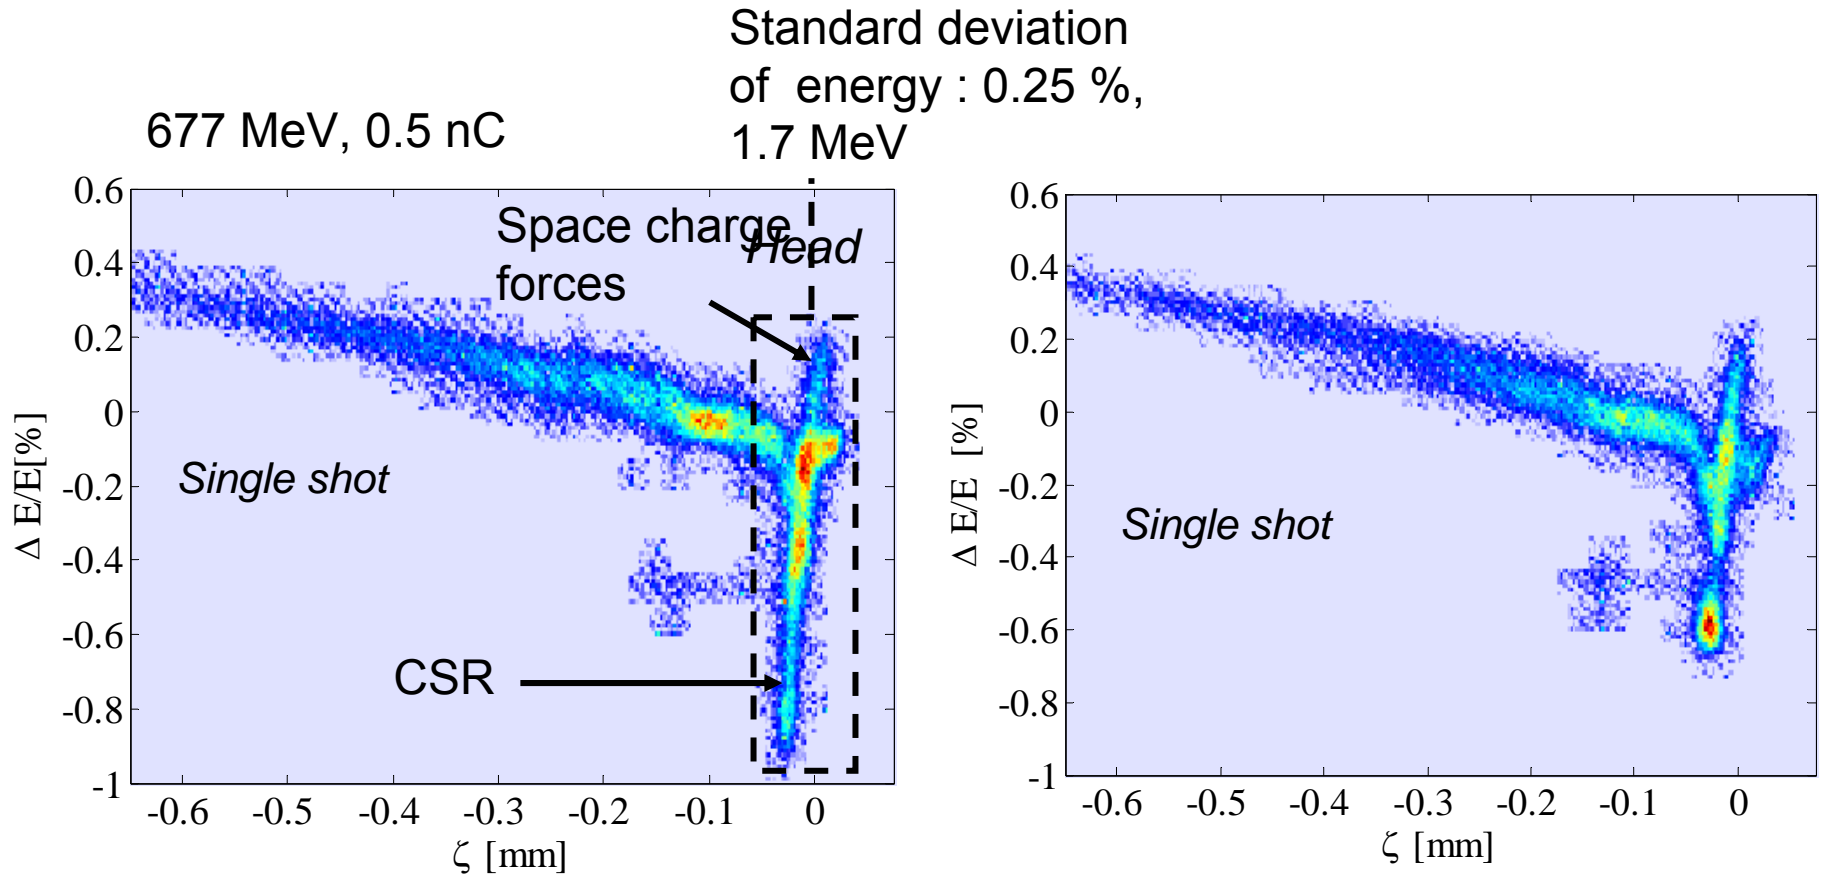 Standard deviation
of energy : 0.25 %,
1.7 MeV
677 MeV, 0.5 nC
0.6
0.4
0.2
0
-0.2
-0.4
-0.6
-0.8
-1
Δ E/E[%]
Space charge
forces
Head
Single shot
CSR
-0.6 -0.5 -0.4 -0.3 -0.2 -0.1 0
ζ [mm]
0.6
0.4
0.2
0
-0.2
-0.4
-0.6
-0.8
-1
Δ E/E [%]
Single shot
-0.6 -0.5 -0.4 -0.3 -0.2 -0.1 0
ζ [mm]